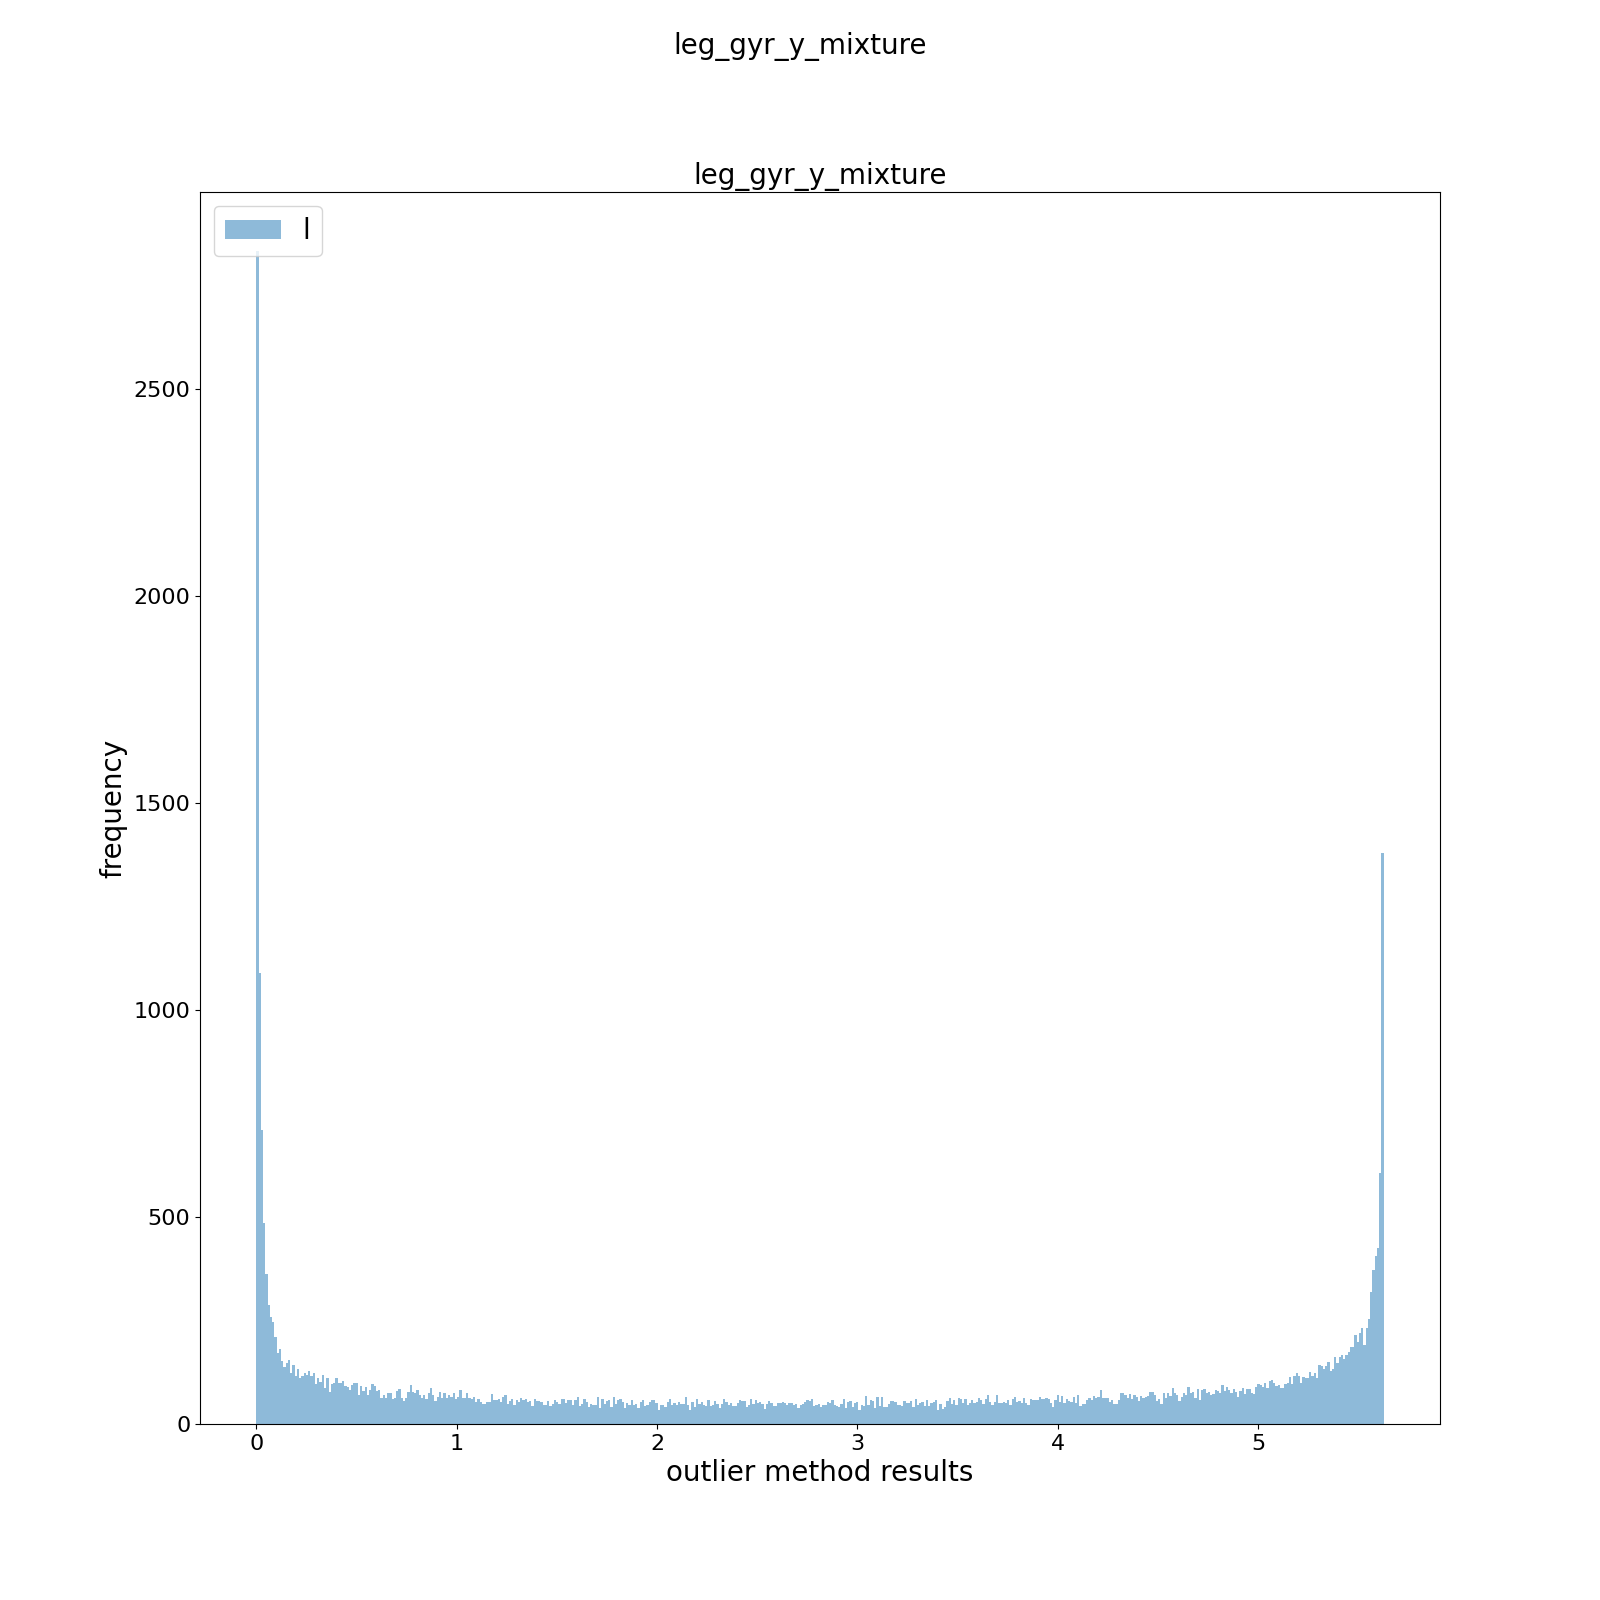 leg_gyr_y_mixture
leg_gyr_y_mixture
l
2500
2000
1500
1000
500
0
frequency
0 1 2 3 4 5
outlier method results